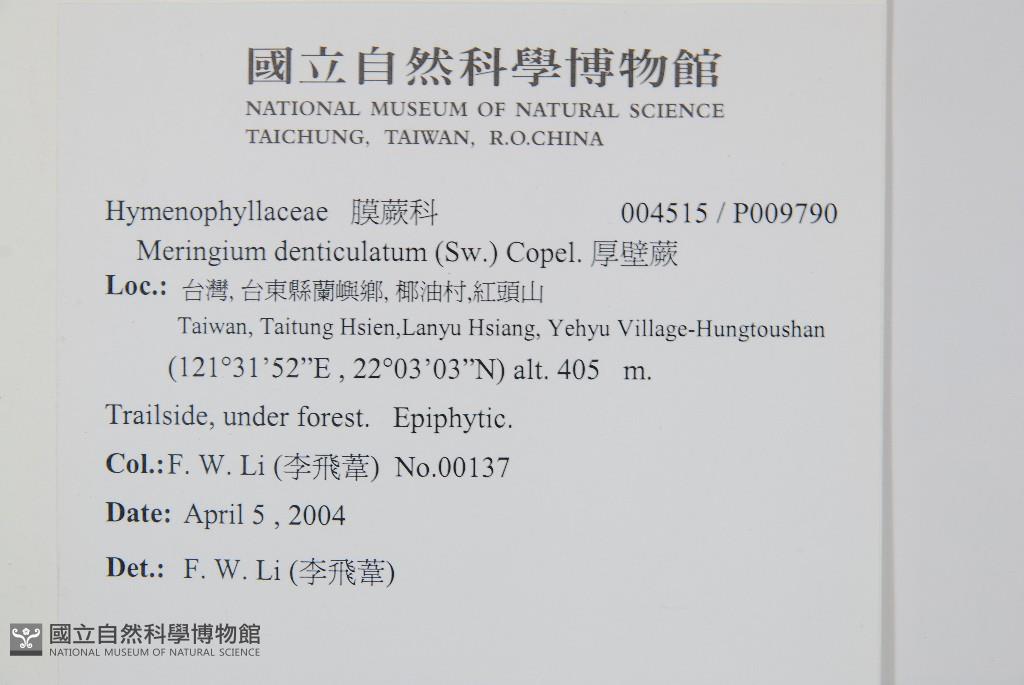 國立自然科學博物館
NATIONAL MUSEUM OF NATURAL SCIENCE
TAICHUNG, TAIWAN, R.O.CHINA
Hymenophyllaceae 膜蕨科 004515 / P009790
Meringium denticulatum (Sw.) Copel. 厚壁蕨
Loc.: 台灣, 台東縣蘭嶼鄉, 椰油村,紅頭山
Taiwan, Taitung Hsien,Lanyu Hsiang, Yehyu Village-Hungtoushan
(121°31’52”E , 22°03’03”N) alt. 405 m.
Trailside, under forest. Epiphytic.
Col.:F. W. Li (李飛葦) No.00137
Date: April 5 , 2004
Det.: F. W. Li (李飛葦)
國立自然科學博物館
NATIONAL MUSEUM OF NATURAL SCIENCE